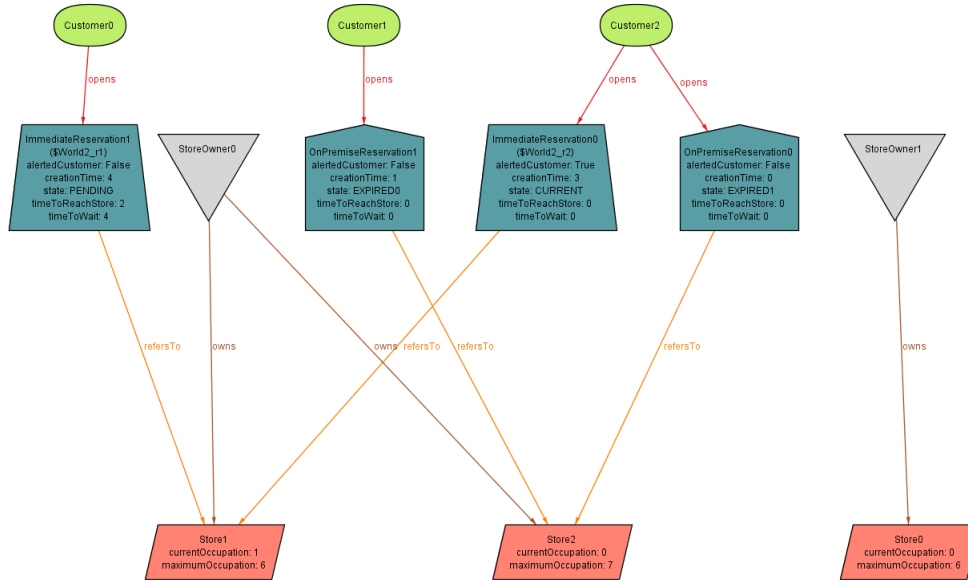 Customer0
Customer1
Customer2
opens
opens
opens
opens
ImmediateReservation1
($World2_r1)
alertedCustomer: False
creationTime: 4
state: PENDING
timeToReachStore: 2
timeToWait: 4
StoreOwner0
OnPremiseReservation1
alertedCustomer: False
creationTime: 1
state: EXPIRED0
timeToReachStore: 0
timeToWait: 0
ImmediateReservation0
($World2_r2)
alertedCustomer: True
creationTime: 3
state: CURRENT
timeToReachStore: 0
timeToWait: 0
OnPremiseReservation0
alertedCustomer: False
creationTime: 0
state: EXPIRED1
timeToReachStore: 0
timeToWait: 0
StoreOwner1
refersTo
owns
owns
refersTo
refersTo
refersTo
owns
Store1
currentOccupation: 1
maximumOccupation: 6
Store2
currentOccupation: 0
maximumOccupation: 7
Store0
currentOccupation: 0
maximumOccupation: 6